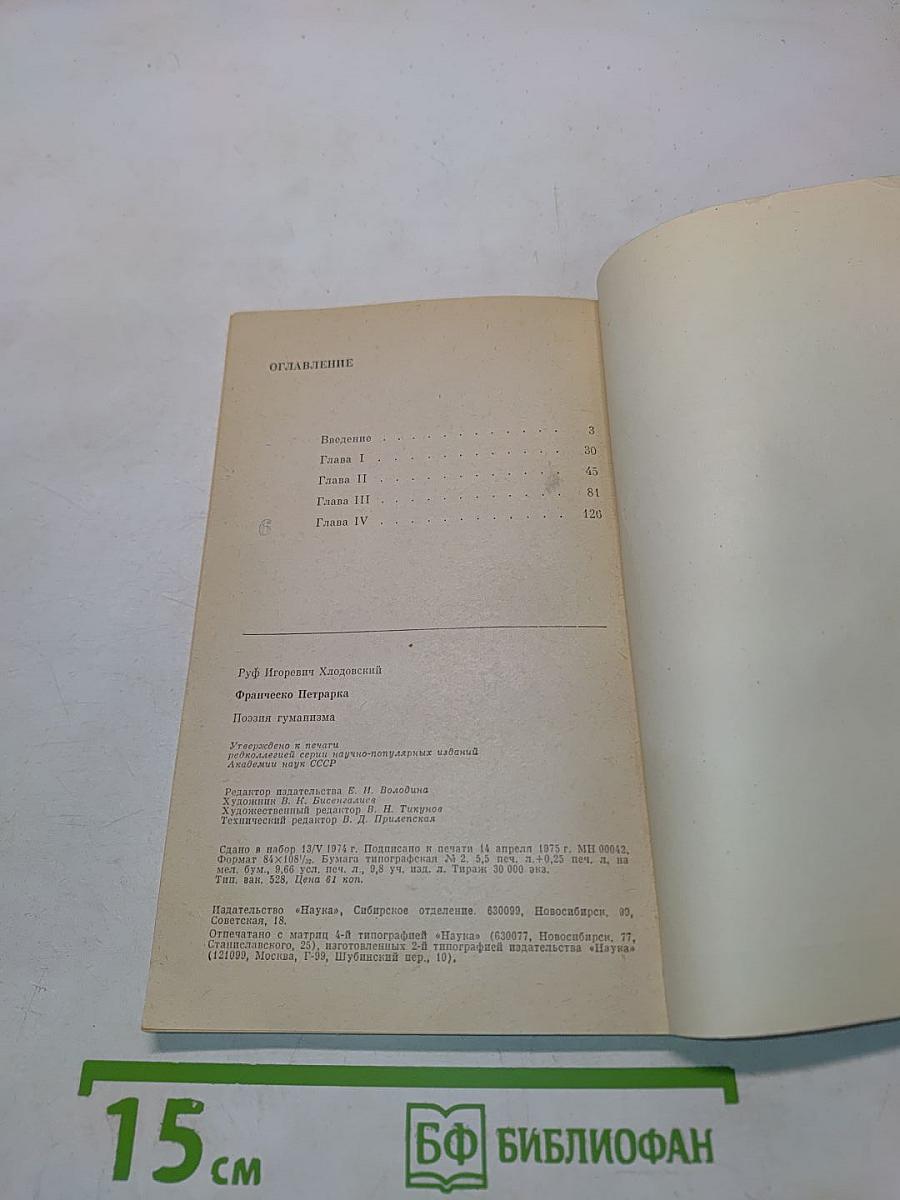 ОГЛАВЛЕНИЕ
Введение . . . . . . . . . . . . 3
Глава I . . . . . . . . . . . . 30
Глава II . . . . . . . . . . . . 45
Глава III . . . . . . . . . . . . 81
Глава IV . . . . . . . . . . . . 126
Руф Игоревич Хлодовский
Франческо Петрарка
Поэзия гуманизма
Утверждено к печати
редколлегией серии научно-популярных изданий
Академии наук СССР
Редактор издательства Е. И. Володина
Художник В. К. Бисенгалиев
Художественный редактор В. Н. Тикунов
Технический редактор В. Д. Прилепская
Сдано в набор 13/V 1974 г. Подписано к печати 14 апреля 1975 г. МН 00042.
Формат 84×108¹/₃₂. Бумага типографская № 2. 5,5 печ. л.+0,25 печ. л. на
мел. бум., 9,66 усл. печ. л., 9,8 уч. изд. л. Тираж 30 000 экз.
Тип. зак. 528. Цена 61 коп.
Издательство «Наука», Сибирское отделение. 630099, Новосибирск, 99,
Советская, 18.
Отпечатано с матриц 4-й типографией «Наука» (630077, Новосибирск, 77,
Станиславского, 25), изготовленных 2-й типографией издательства «Наука»
(121099, Москва, Г-99, Шубинский пер., 10).
15 см
БФ БИБЛИОФАН